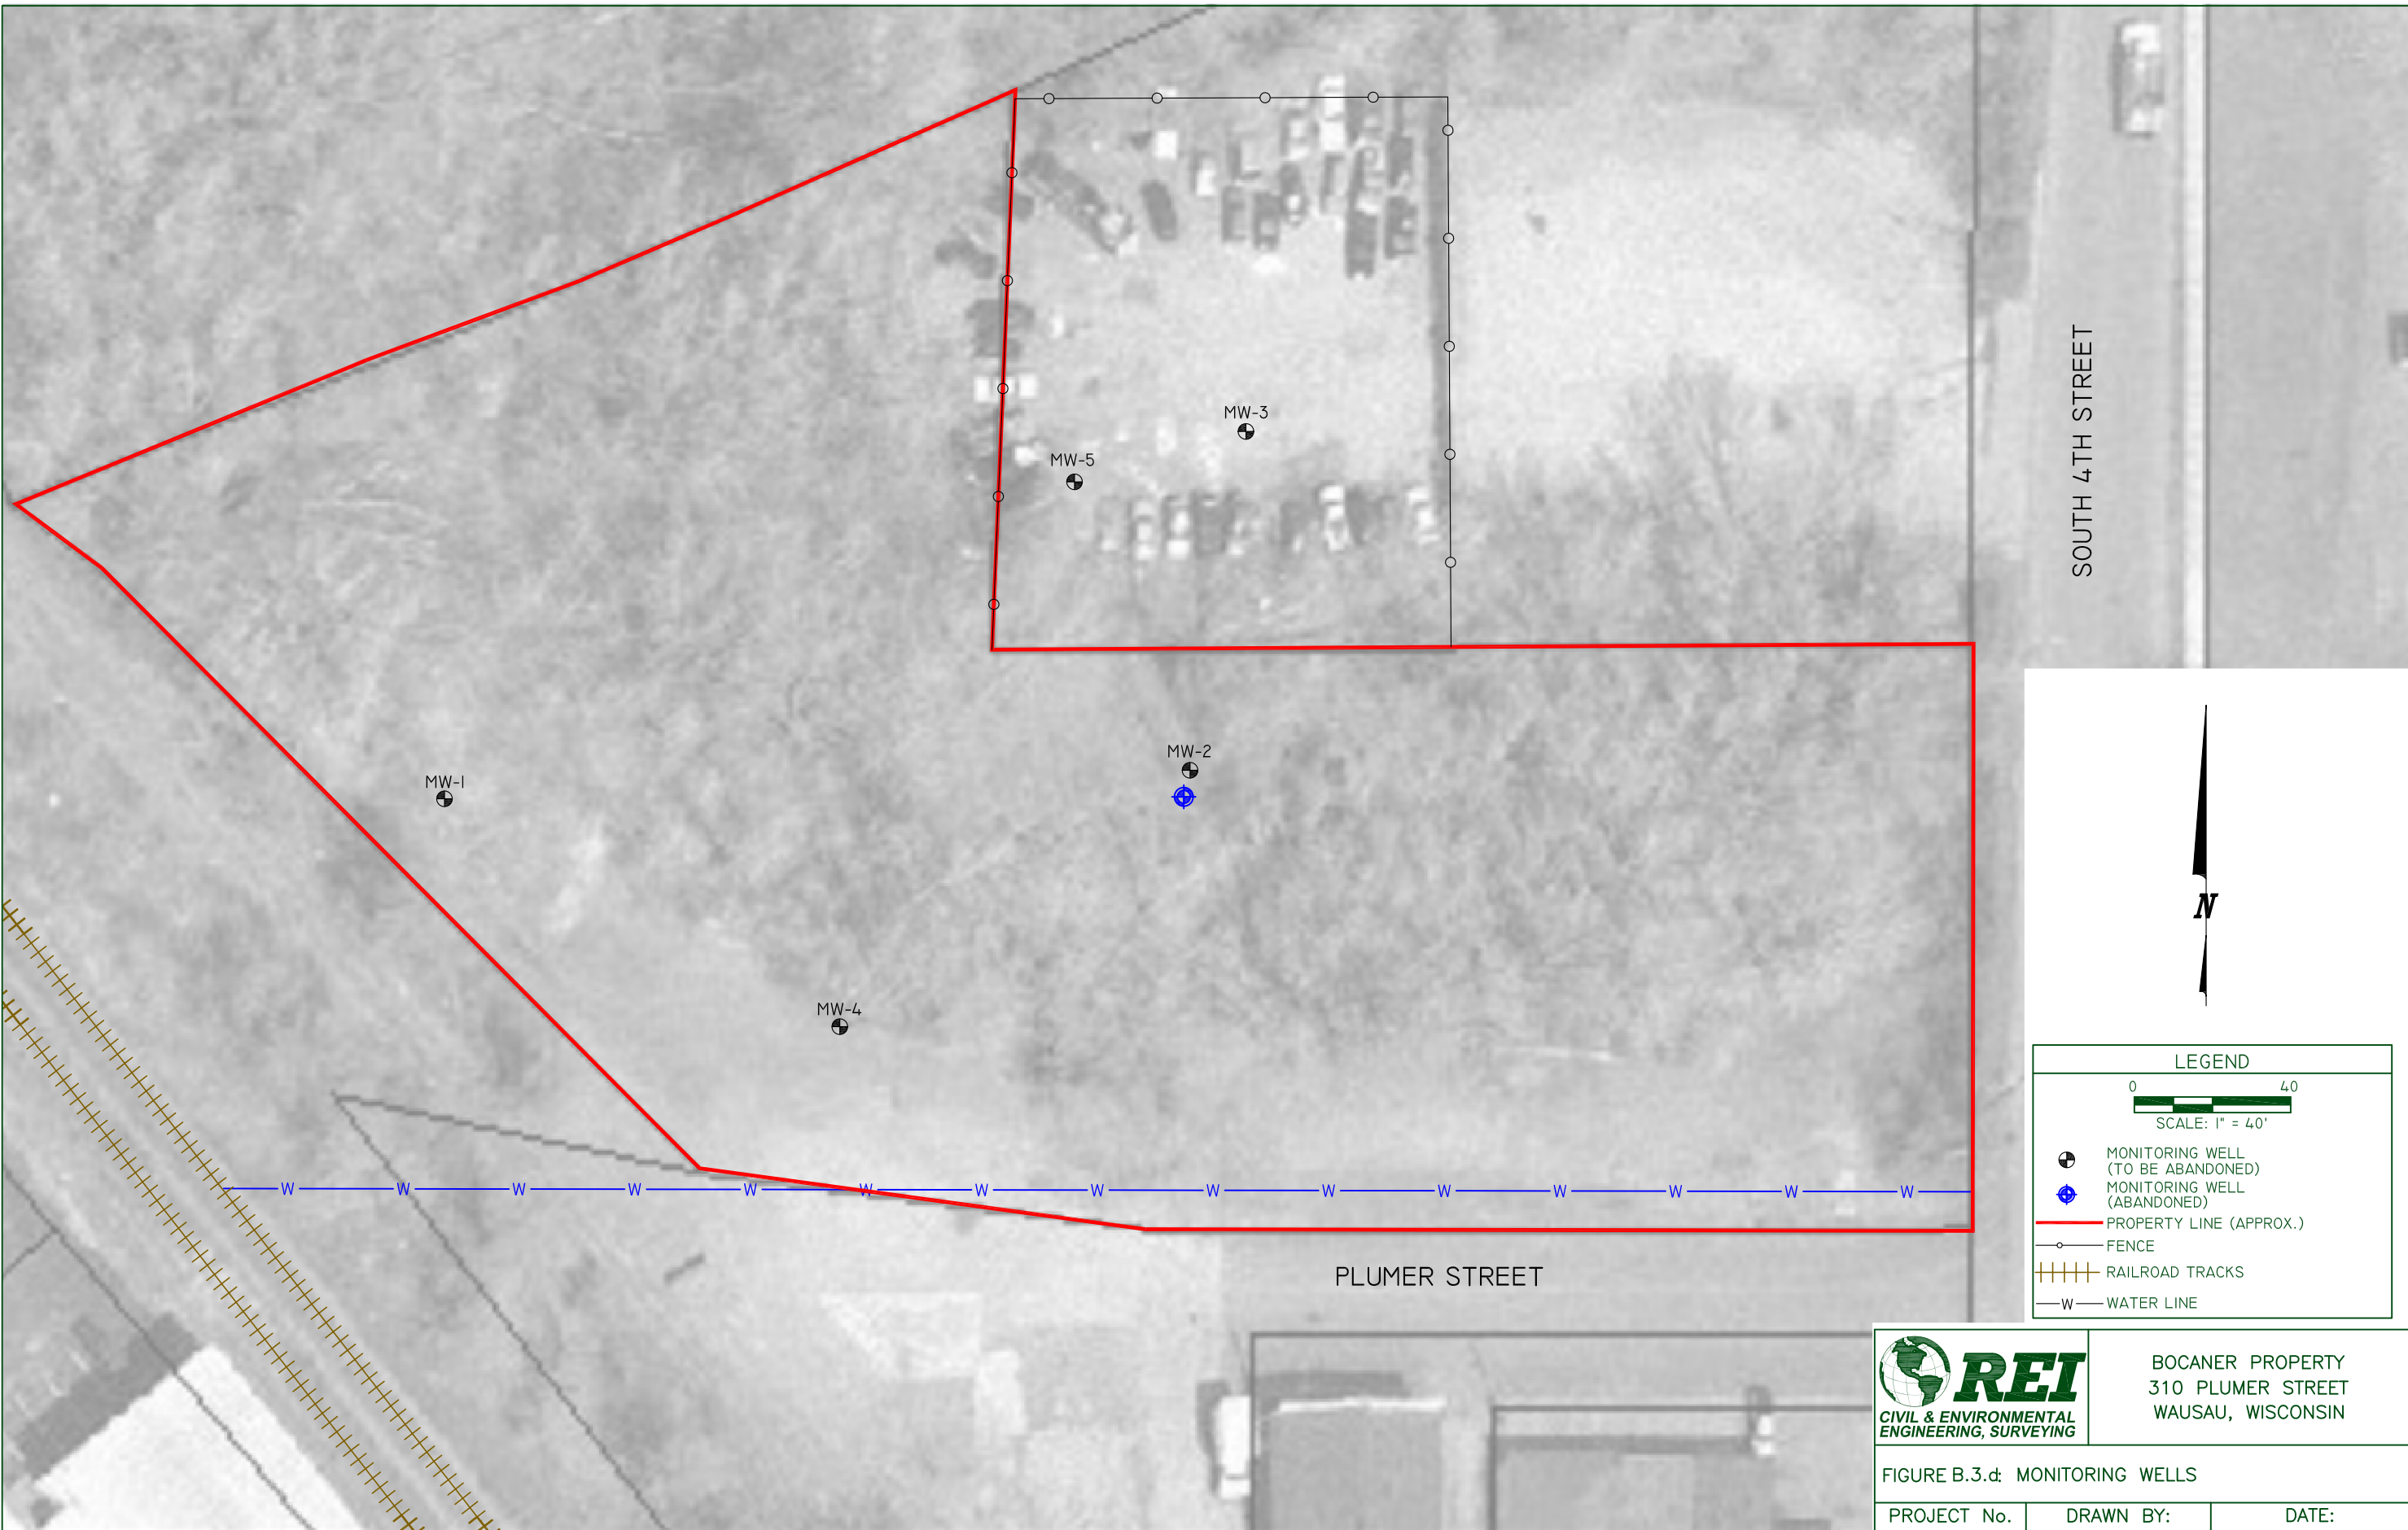 MW-3
MW-5
SOUTH 4TH STREET
MW-2
MW-1
MW-4
N
W W W W W W W W W W W W W W W
PLUMER STREET
LEGEND
0 40
SCALE: 1" = 40'
MONITORING WELL
(TO BE ABANDONED)
MONITORING WELL
(ABANDONED)
PROPERTY LINE (APPROX.)
FENCE
RAILROAD TRACKS
W WATER LINE
REI
CIVIL & ENVIRONMENTAL
ENGINEERING, SURVEYING
BOCANER PROPERTY
310 PLUMER STREET
WAUSAU, WISCONSIN
FIGURE B.3.d: MONITORING WELLS
PROJECT No. DRAWN BY: DATE: